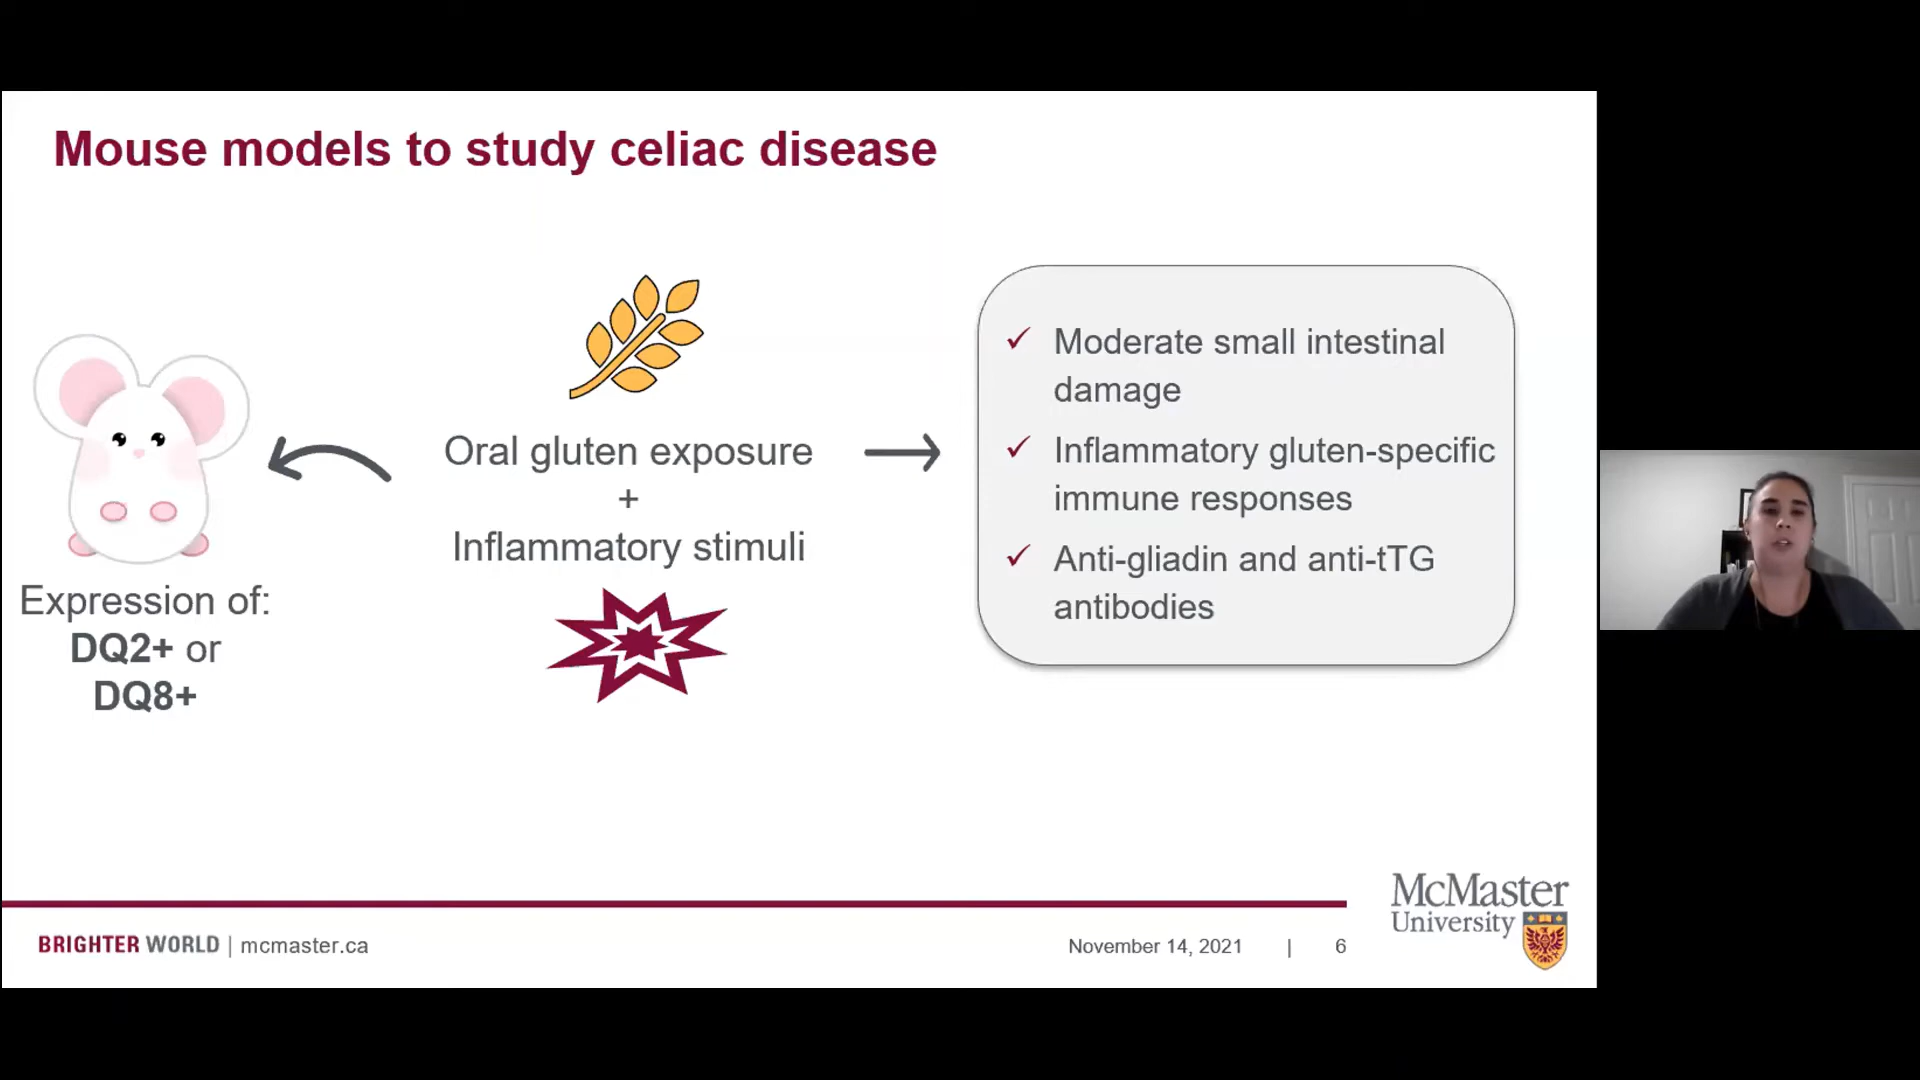 Mouse models to study celiac disease
Expression of:
DQ2+ or
DQ8+
Oral gluten exposure
+
Inflammatory stimuli
Moderate small intestinal
damage
Inflammatory gluten-specific
immune responses
Anti-gliadin and anti-tTG
antibodies
BRIGHTER WORLD | mcmaster.ca
November 14, 2021 | 6
McMaster
University